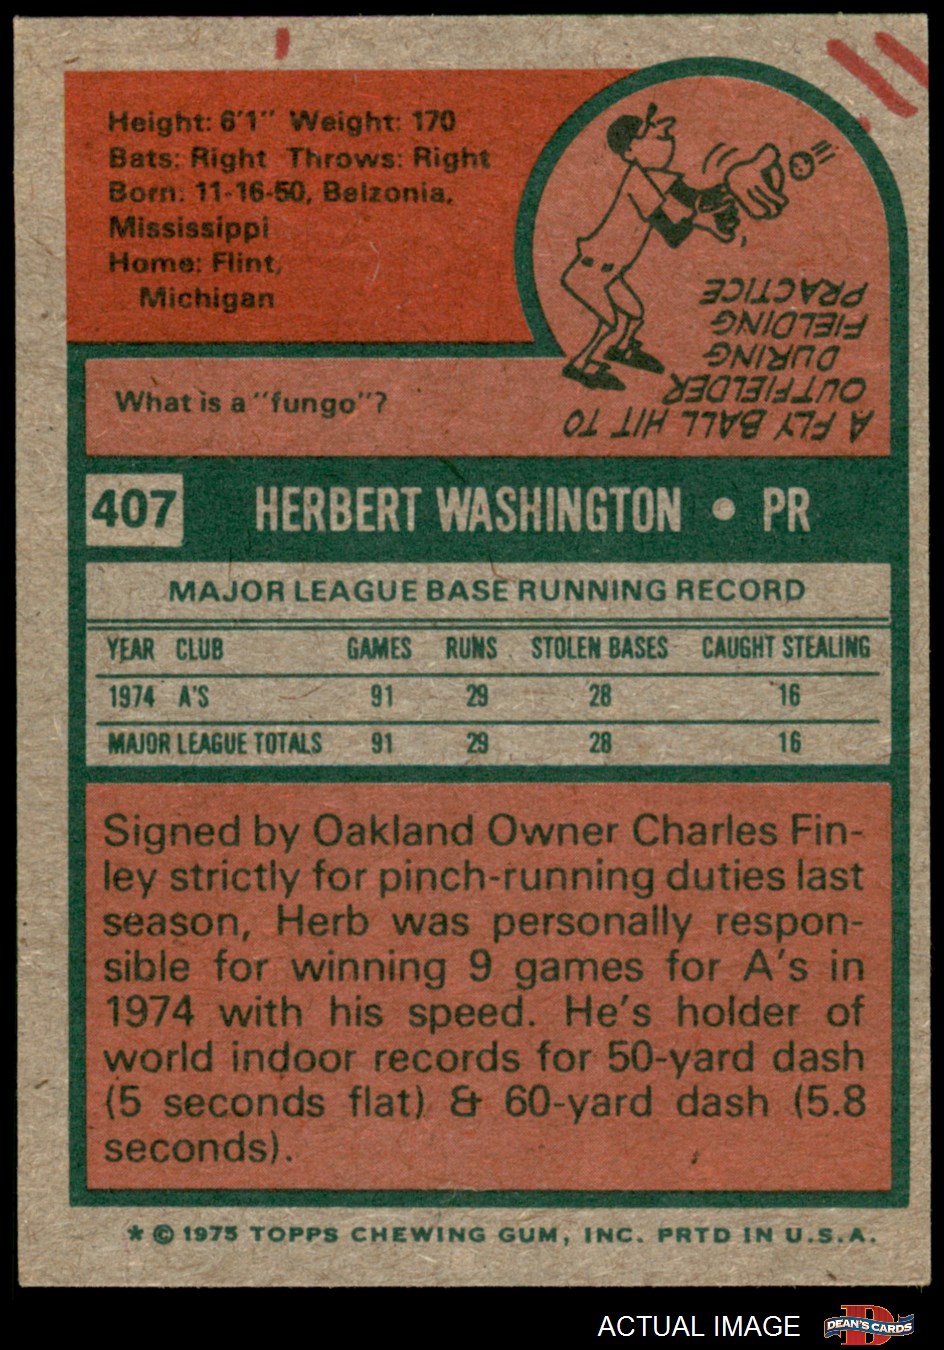 Height: 6'1" Weight: 170
Bats: Right Throws: Right
Born: 11-16-50, Belzonia,
Mississippi
Home: Flint,
Michigan
What is a "fungo"?
A FLY BALL HIT TO
OUTFIELDER
DURING
FIELDING
PRACTICE
407 HERBERT WASHINGTON • PR
MAJOR LEAGUE BASE RUNNING RECORD
YEAR CLUB GAMES RUNS STOLEN BASES CAUGHT STEALING
1974 A'S 91 29 28 16
MAJOR LEAGUE TOTALS 91 29 28 16
Signed by Oakland Owner Charles Fin-
ley strictly for pinch-running duties last
season, Herb was personally respon-
sible for winning 9 games for A's in
1974 with his speed. He's holder of
world indoor records for 50-yard dash
(5 seconds flat) & 60-yard dash (5.8
seconds).
* © 1975 TOPPS CHEWING GUM, INC. PRTD IN U.S.A.
ACTUAL IMAGE D DEAN'S CARDS